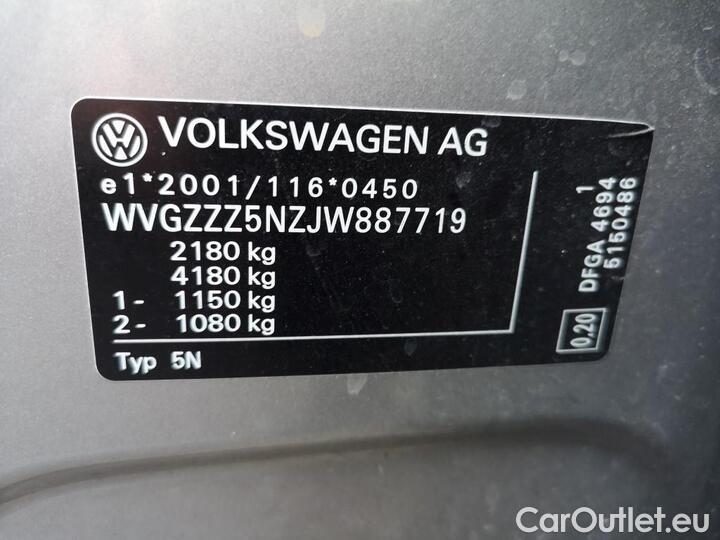 VOLKSWAGEN AG
e1*2001/116*0450
WVGZZZ5NZJW887719
2180 kg
4180 kg
1- 1150 kg
2- 1080 kg
Typ 5N
1
DFGA 4694
5150486
0,20
CarOutlet.eu